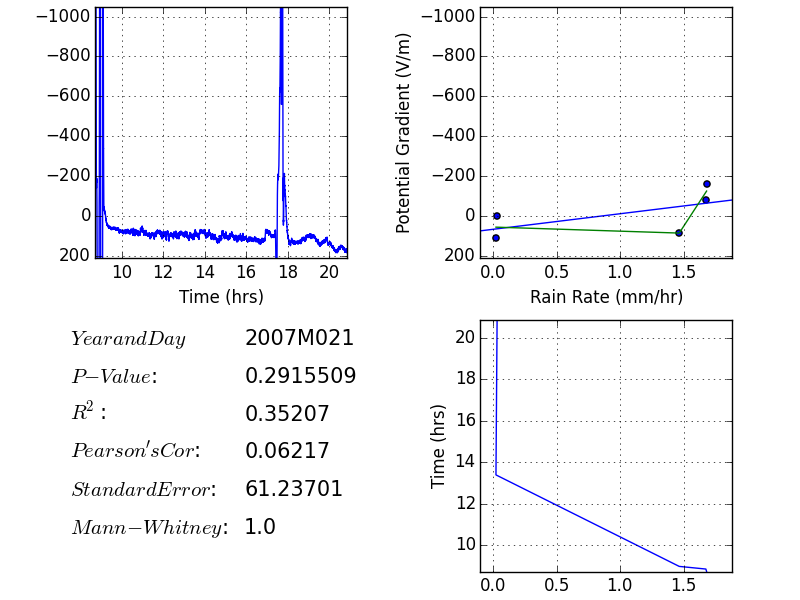 −1000
−800
−600
−400
−200
0
200
10 12 14 16 18 20
Time (hrs)
Potential Gradient (V/m)
−1000
−800
−600
−400
−200
0
200
0.0 0.5 1.0 1.5
Rain Rate (mm/hr)
YearandDay 2007M021
P−Value: 0.2915509
R²: 0.35207
Pearson'sCor: 0.06217
StandardError: 61.23701
Mann−Whitney: 1.0
Time (hrs)
20
18
16
14
12
10
0.0 0.5 1.0 1.5